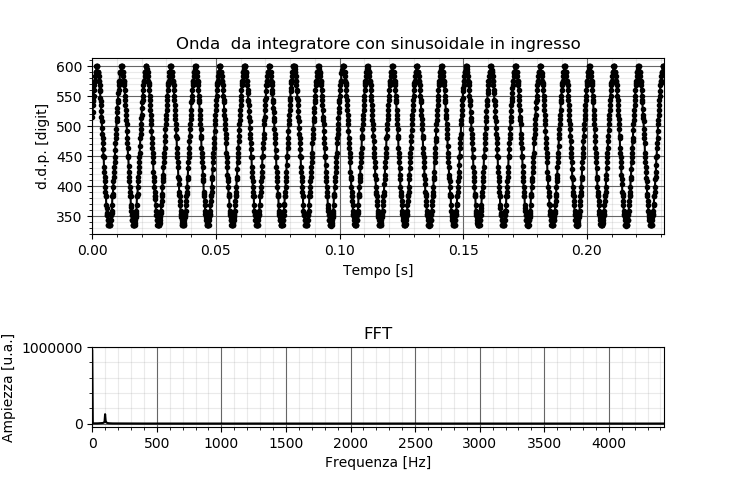 Onda  da integratore con sinusoidale in ingresso
d.d.p. [digit]
600
550
500
450
400
350
0.00 0.05 0.10 0.15 0.20
Tempo [s]
FFT
Ampiezza [u.a.]
1000000
0
0 500 1000 1500 2000 2500 3000 3500 4000
Frequenza [Hz]